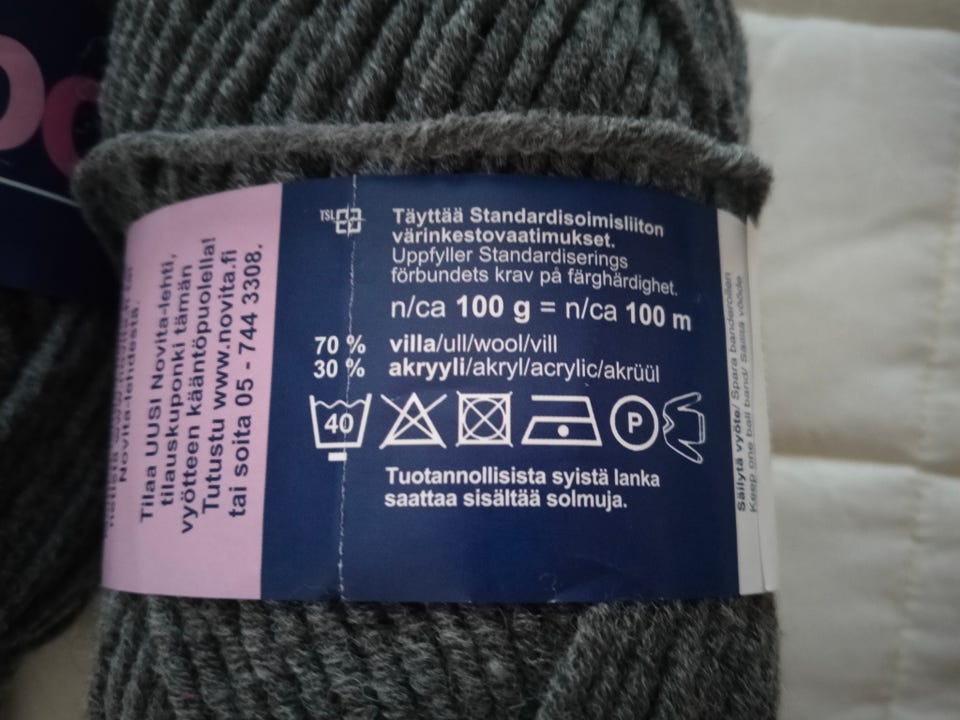 TSL
Täyttää Standardisoimisliiton
värinkestovaatimukset.
Uppfyller Standardiserings
förbundets krav på färghärdighet.
n/ca 100 g = n/ca 100 m
70 % villa/ull/wool/vill
30 % akryyli/akryl/acrylic/akrüül
40
P
Tuotannollisista syistä lanka
saattaa sisältää solmuja.
Novita-lehdestä.
Tilaa UUSI Novita-lehti,
tilauskuponki tämän
vyötteen kääntöpuolella!
Tutustu www.novita.fi
tai soita 05 - 744 3308.
Säilytä vyöte/ Spara banderollen
Keep one ball band/ Säilita vööde